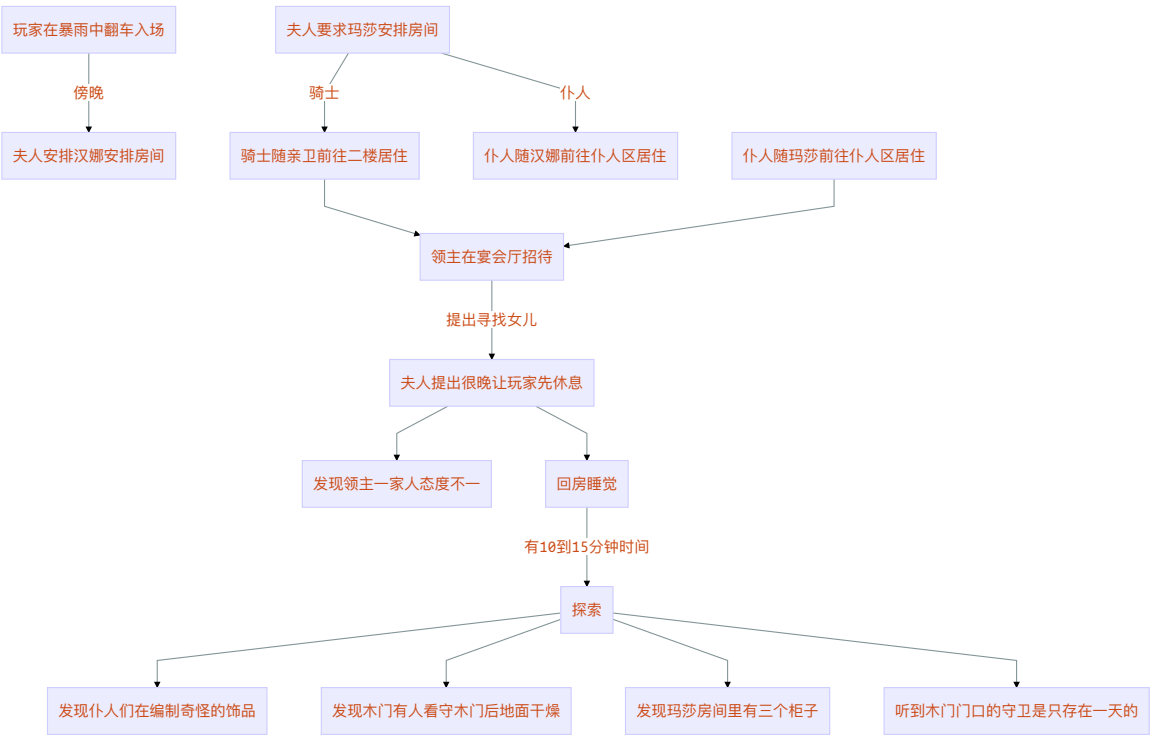 玩家在暴雨中翻车入场
夫人要求玛莎安排房间
傍晚
骑士
仆人
夫人安排汉娜安排房间
骑士随亲卫前往二楼居住
仆人随汉娜前往仆人区居住
仆人随玛莎前往仆人区居住
领主在宴会厅招待
提出寻找女儿
夫人提出很晚让玩家先休息
发现领主一家人态度不一
回房睡觉
有10到15分钟时间
探索
发现仆人们在编制奇怪的饰品
发现木门有人看守木门后地面干燥
发现玛莎房间里有三个柜子
听到木门门口的守卫是只存在一天的